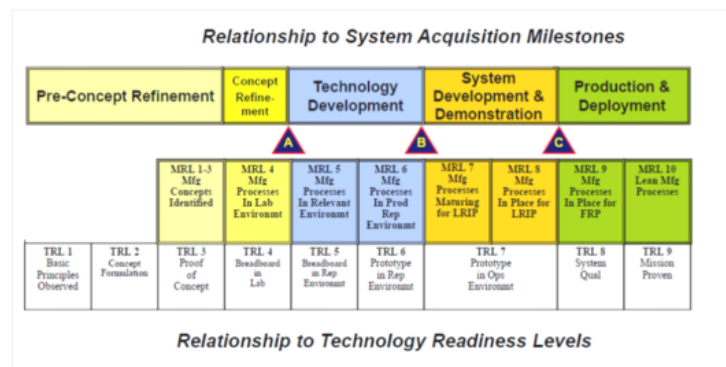 Relationship to System Acquisition Milestones
Pre-Concept Refinement
Concept
Refine-
ment
Technology
Development
System
Development &
Demonstration
Production &
Deployment
A
B
C
MRL 1-3
Mfg
Concepts
Identified
MRL 4
Mfg
Processes
In Lab
Environmt
MRL 5
Mfg
Processes
In Relevant
Environmt
MRL 6
Mfg
Processes
In Prod
Rep
Environmt
MRL 7
Mfg
Processes
Maturing
for LRIP
MRL 8
Mfg
Processes
In Place for
LRIP
MRL 9
Mfg
Processes
In Place for
FRP
MRL 10
Lean Mfg
Processes
TRL 1
Basic
Principles
Observed
TRL 2
Concept
Formulation
TRL 3
Proof
of
Concept
TRL 4
Breadboard
in
Lab
TRL 5
Breadboard
in Rep
Environmt
TRL 6
Prototype
in Rep
Environmt
TRL 7
Prototype
in Ops
Environmt
TRL 8
System
Qual
TRL 9
Mission
Proven
Relationship to Technology Readiness Levels